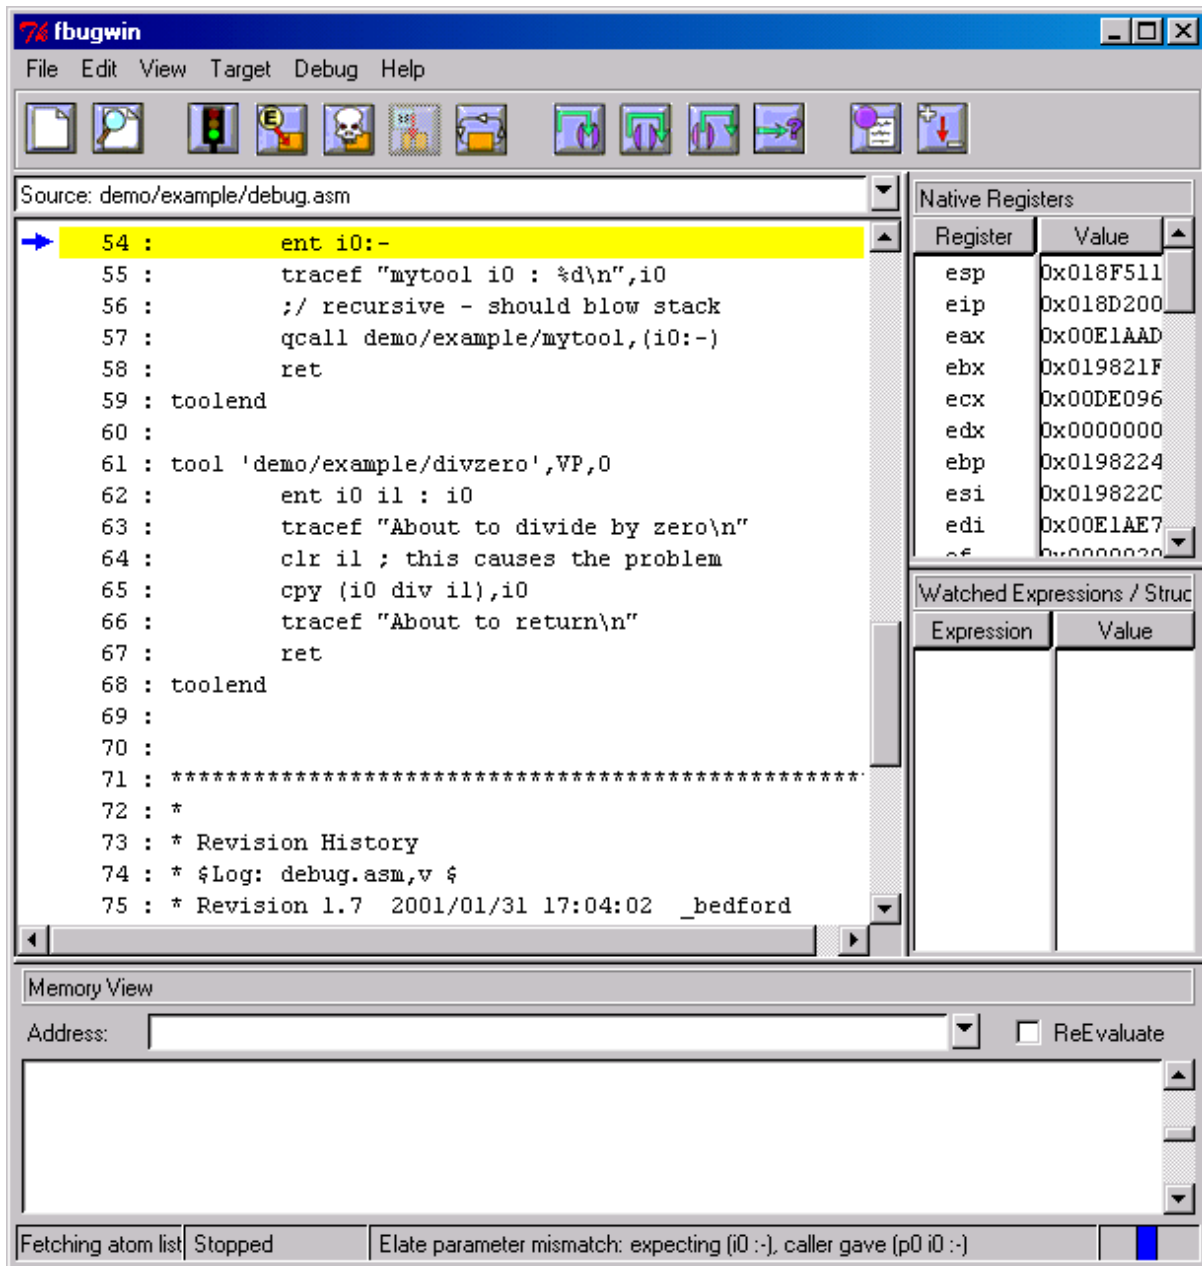 fbugwin
File Edit View Target Debug Help
Source: demo/example/debug.asm
54 : ent i0:-
55 : tracef "mytool i0 : %d\n",i0
56 : ;/ recursive - should blow stack
57 : qcall demo/example/mytool,(i0:-)
58 : ret
59 : toolend
60 :
61 : tool 'demo/example/divzero',VP,0
62 : ent i0 i1 : i0
63 : tracef "About to divide by zero\n"
64 : clr i1 ; this causes the problem
65 : cpy (i0 div i1),i0
66 : tracef "About to return\n"
67 : ret
68 : toolend
69 :
70 :
71 : **************************************************
72 : *
73 : * Revision History
74 : * $Log: debug.asm,v $
75 : * Revision 1.7 2001/01/31 17:04:02 _bedford
Native Registers
Register Value
esp 0x018F511
eip 0x018D200
eax 0x00E1AAD
ebx 0x019821F
ecx 0x00DE096
edx 0x0000000
ebp 0x0198224
esi 0x019822C
edi 0x00E1AE7
Watched Expressions / Struc
Expression Value
Memory View
Address: ReEvaluate
Fetching atom list Stopped Elate parameter mismatch: expecting (i0 :-), caller gave (p0 i0 :-)